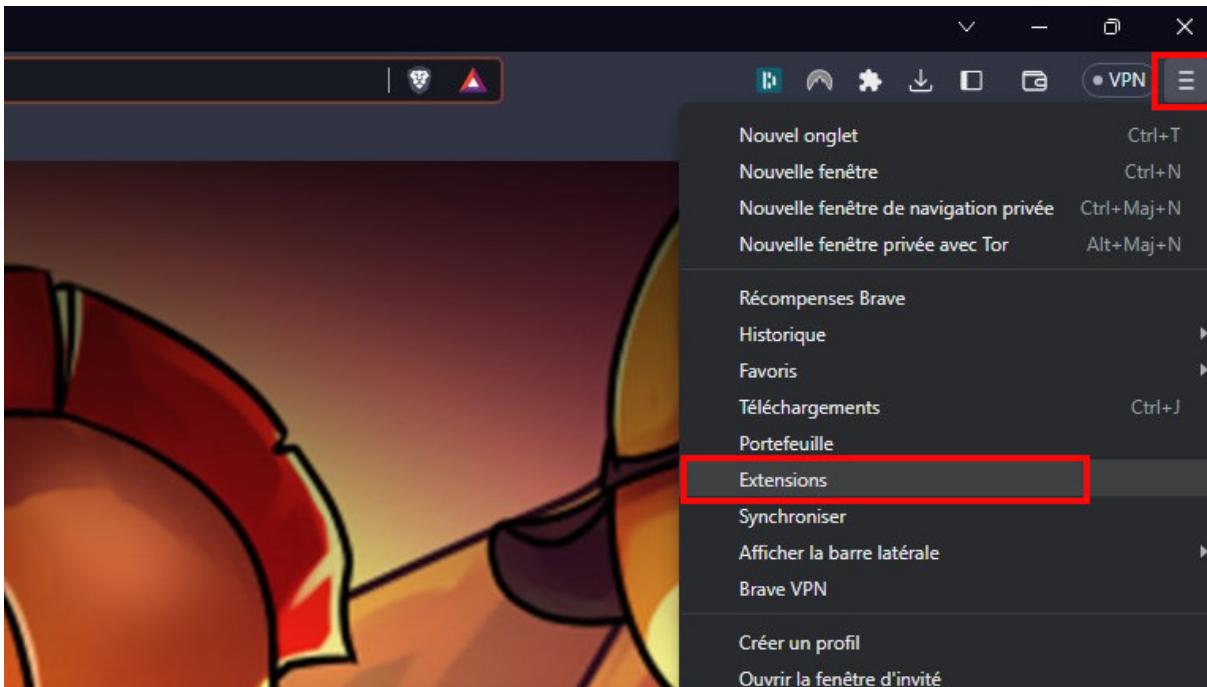 VPN
Nouvel onglet Ctrl+T
Nouvelle fenêtre Ctrl+N
Nouvelle fenêtre de navigation privée Ctrl+Maj+N
Nouvelle fenêtre privée avec Tor Alt+Maj+N
Récompenses Brave
Historique
Favoris
Téléchargements Ctrl+J
Portefeuille
Extensions
Synchroniser
Afficher la barre latérale
Brave VPN
Créer un profil
Ouvrir la fenêtre d'invité